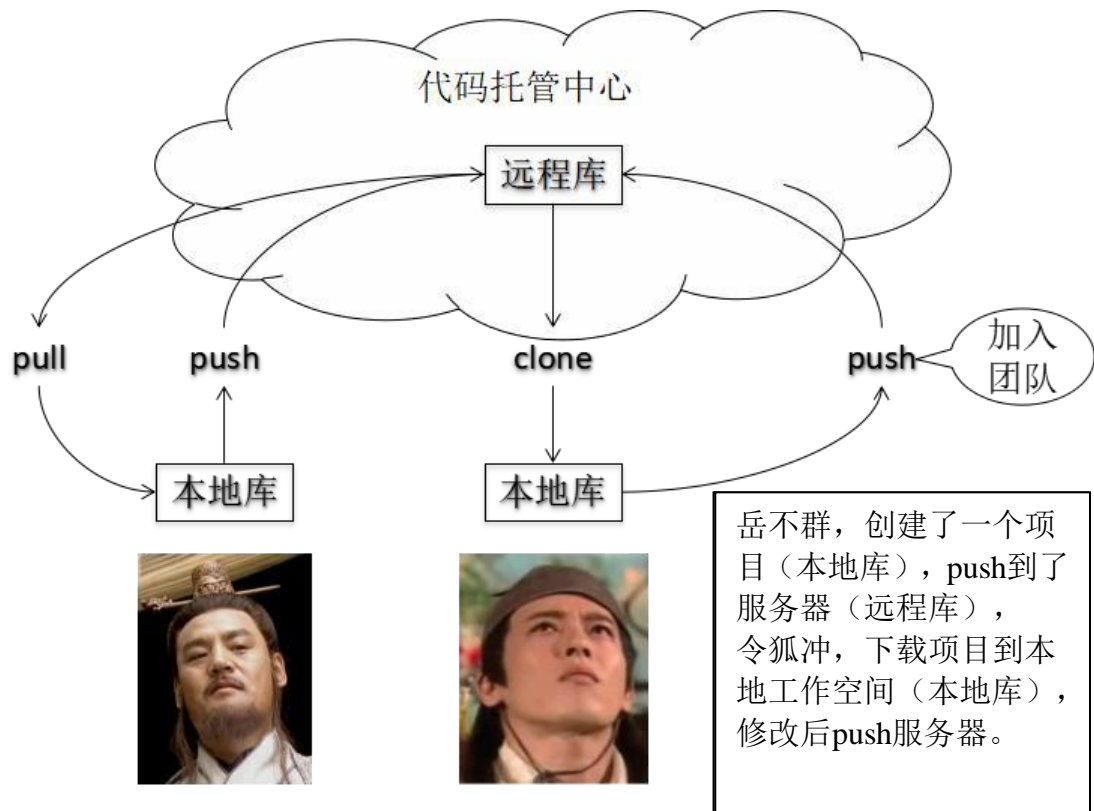 代码托管中心
远程库
pull
push
clone
push
加入
团队
本地库
本地库
岳不群，创建了一个项
目（本地库），push到了
服务器（远程库），
令狐冲，下载项目到本
地工作空间（本地库），
修改后push服务器。